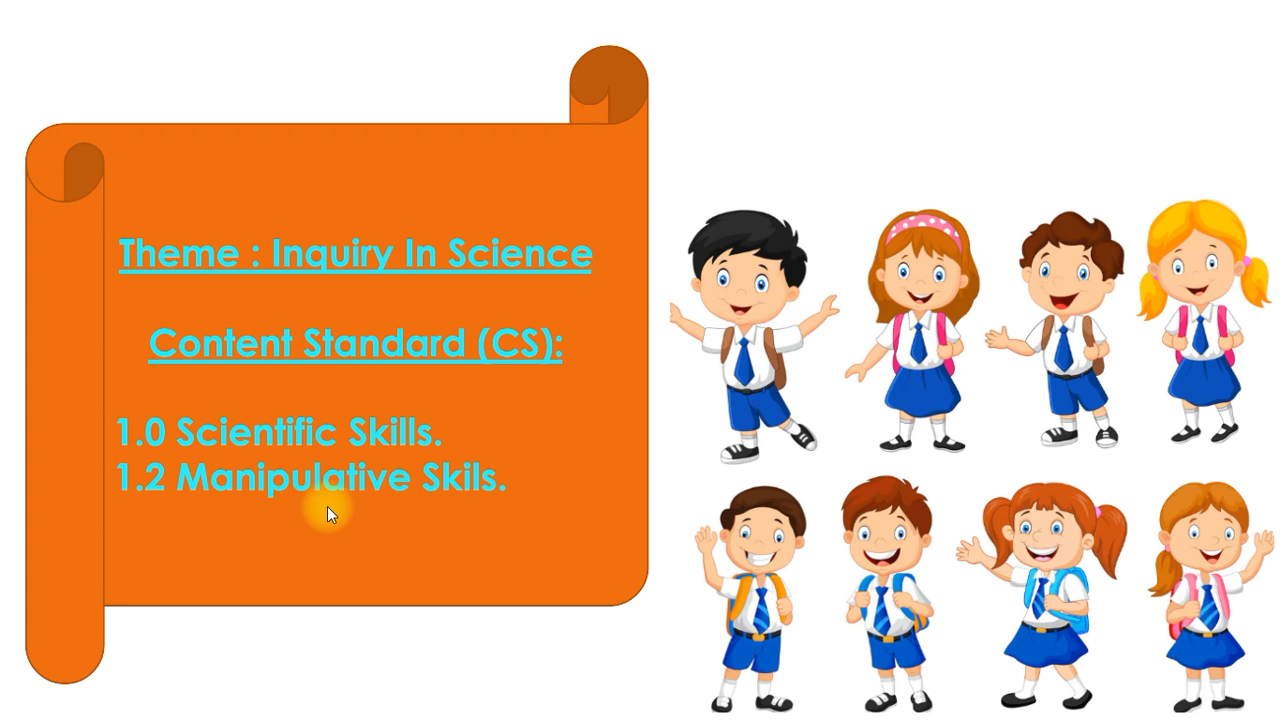 Theme : Inquiry In Science
Content Standard (CS):
1.0 Scientific Skills.
1.2 Manipulative Skils.